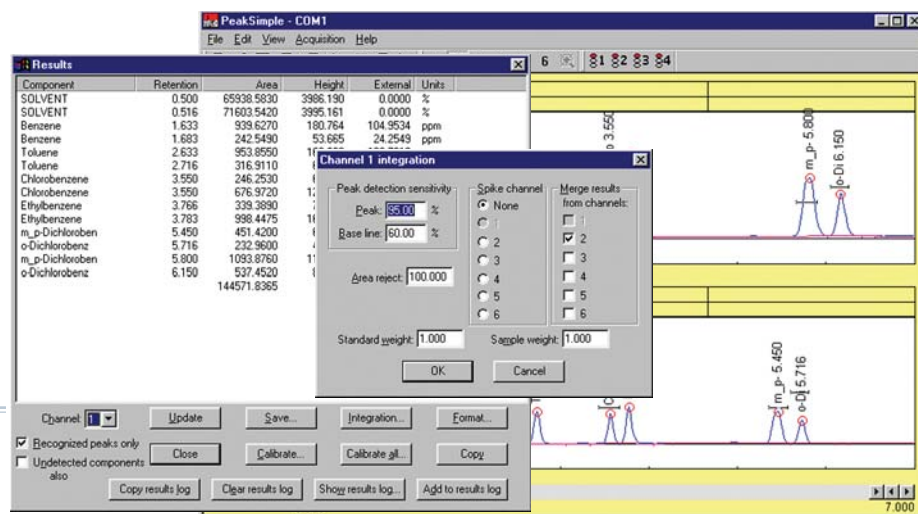 PeakSimple - COM1
File Edit View Acquisition Help
6 1 2 3 4
Results
Component Retention Area Height External Units
SOLVENT 0.500 65938.5830 3986.190 0.0000 %
SOLVENT 0.516 71603.5420 3995.161 0.0000 %
Benzene 1.633 939.6270 180.764 104.9534 ppm
Benzene 1.683 242.5490 53.665 24.2549 ppm
Toluene 2.633 953.8550
Toluene 2.716 316.9110
Chlorobenzene 3.550 246.2530
Chlorobenzene 3.550 676.9720
Ethylbenzene 3.766 339.3890
Ethylbenzene 3.783 998.4475
m_p-Dichloroben 5.450 451.4200
o-Dichlorobenz 5.716 232.9600
m_p-Dichloroben 5.800 1093.8760
o-Dichlorobenz 6.150 537.4520
144571.8365
Channel 1 integration
Peak detection sensitivity
Peak: 95.00 %
Base line: 60.00 %
Area reject: 100.000
Spike channel
None
1
2
3
4
5
6
Merge results
from channels:
1
2
3
4
5
6
Standard weight: 1.000 Sample weight: 1.000
OK Cancel
3.550
m_p- 5.800
o-Di 6.150
m_p- 5.450
o-Di 5.716
Channel: 1 Update Save... Integration... Format...
Recognized peaks only
Undetected components
also
Close Calibrate... Calibrate all... Copy
Copy results log Clear results log Show results log... Add to results log
7.000